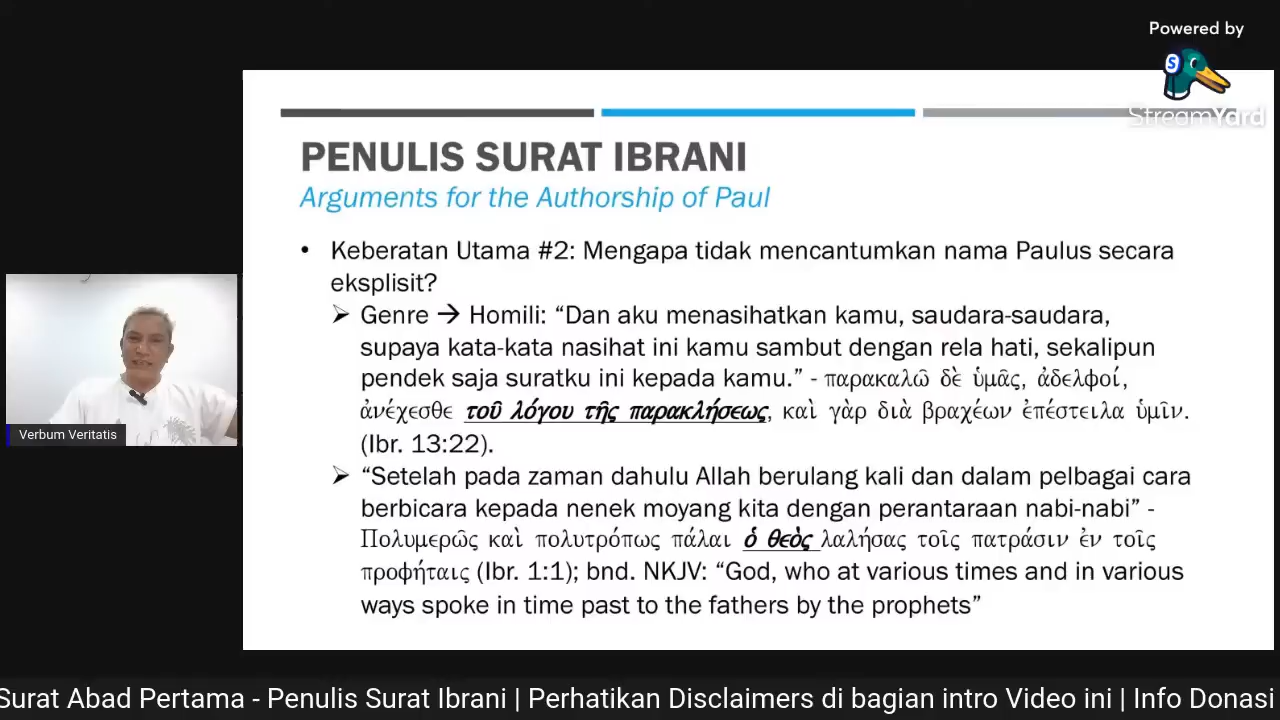 Powered by
StreamYard
PENULIS SURAT IBRANI
Arguments for the Authorship of Paul
• Keberatan Utama #2: Mengapa tidak mencantumkan nama Paulus secara
eksplisit?
➢ Genre → Homili: “Dan aku menasihatkan kamu, saudara-saudara,
supaya kata-kata nasihat ini kamu sambut dengan rela hati, sekalipun
pendek saja suratku ini kepada kamu.” - παρακαλῶ δὲ ὑμᾶς, ἀδελφοί,
ἀνέχεσθε τοῦ λόγου τῆς παρακλήσεως, καὶ γὰρ διὰ βραχέων ἐπέστειλα ὑμῖν.
(Ibr. 13:22).
➢ “Setelah pada zaman dahulu Allah berulang kali dan dalam pelbagai cara
berbicara kepada nenek moyang kita dengan perantaraan nabi-nabi” -
Πολυμερῶς καὶ πολυτρόπως πάλαι ὁ θεὸς λαλήσας τοῖς πατράσιν ἐν τοῖς
προφήταις (Ibr. 1:1); bnd. NKJV: “God, who at various times and in various
ways spoke in time past to the fathers by the prophets”
Verbum Veritatis
Surat Abad Pertama - Penulis Surat Ibrani | Perhatikan Disclaimers di bagian intro Video ini | Info Donasi